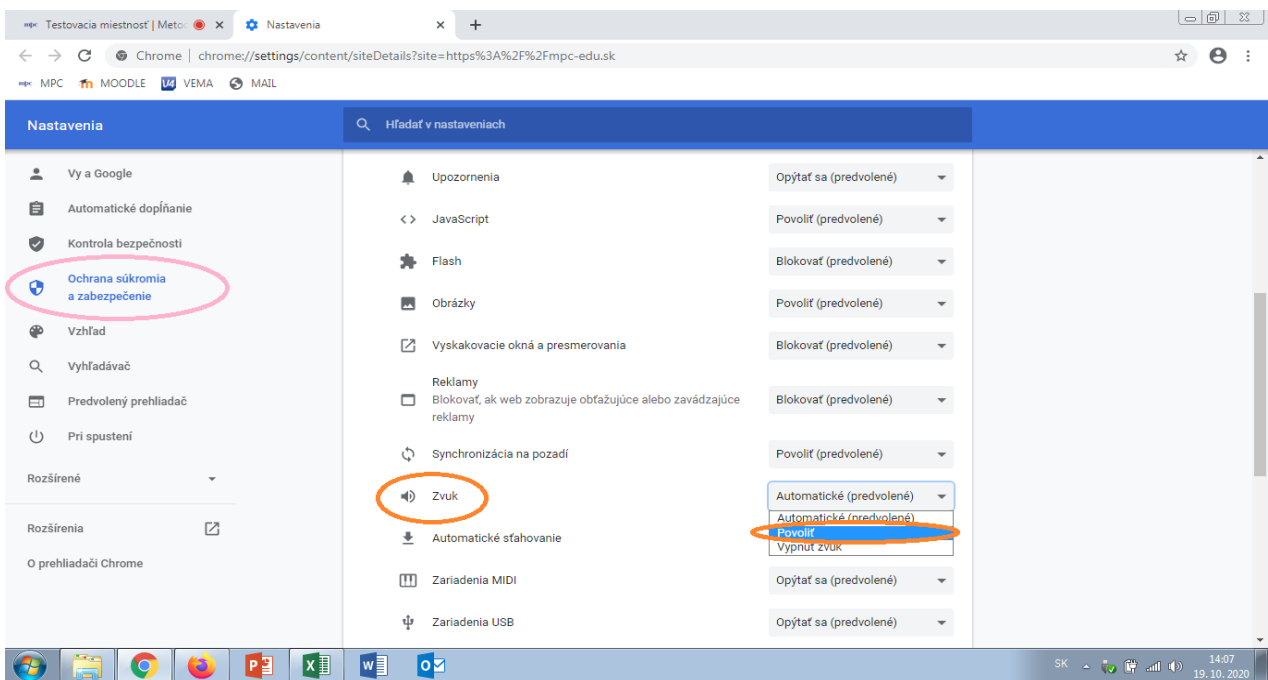 mpc Testovacia miestnosť | Metod
Nastavenia
Chrome | chrome://settings/content/siteDetails?site=https%3A%2F%2Fmpc-edu.sk
mpc MPC
MOODLE
U4 VEMA
MAIL
Nastavenia
Hľadať v nastaveniach
Vy a Google
Automatické dopĺňanie
Kontrola bezpečnosti
Ochrana súkromia
a zabezpečenie
Vzhľad
Vyhľadávač
Predvolený prehliadač
Pri spustení
Rozšírené
Rozšírenia
O prehliadači Chrome
Upozornenia
Opýtať sa (predvolené)
JavaScript
Povoliť (predvolené)
Flash
Blokovať (predvolené)
Obrázky
Povoliť (predvolené)
Vyskakovacie okná a presmerovania
Blokovať (predvolené)
Reklamy
Blokovať, ak web zobrazuje obťažujúce alebo zavádzajúce
reklamy
Blokovať (predvolené)
Synchronizácia na pozadí
Povoliť (predvolené)
Zvuk
Automatické (predvolené)
Automatické (predvolené)
Povoliť
Vypnúť zvuk
Automatické sťahovanie
Zariadenia MIDI
Opýtať sa (predvolené)
Zariadenia USB
Opýtať sa (predvolené)
SK
14:07
19. 10. 2020